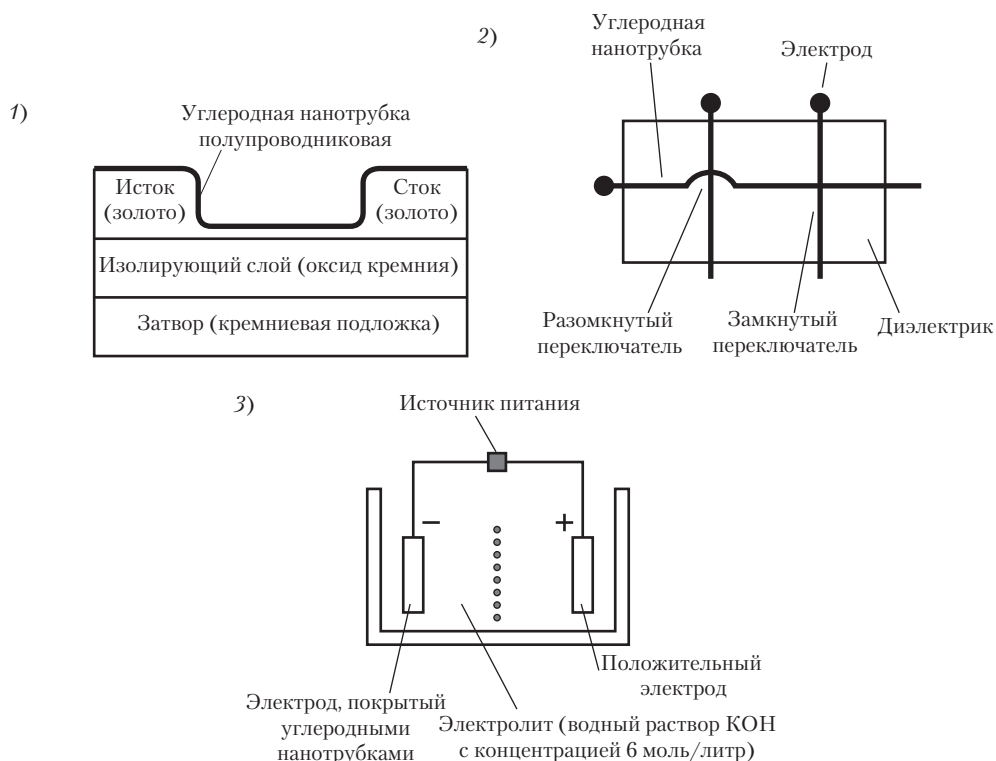 1)
Углеродная нанотрубка
полупроводниковая
Исток
(золото)
Сток
(золото)
Изолирующий слой (оксид кремния)
Затвор (кремниевая подложка)
2)
Углеродная
нанотрубка
Электрод
Разомкнутый
переключатель
Замкнутый
переключатель
Диэлектрик
3)
Источник питания
−
+
Положительный
электрод
Электрод, покрытый
углеродными
нанотрубками
Электролит (водный раствор КОН
с концентрацией 6 моль/литр)